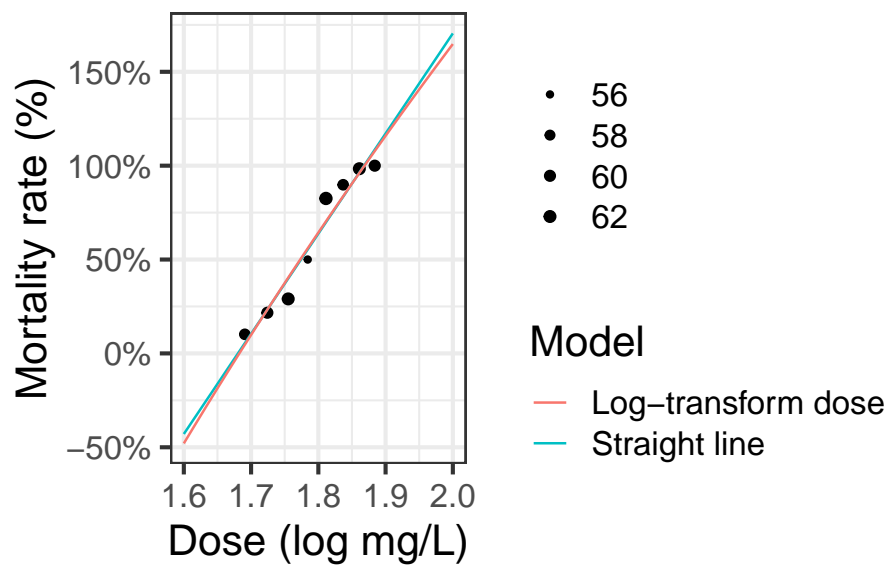 Mortality rate (%)
150%
100%
50%
0%
−50%
1.6 1.7 1.8 1.9 2.0
Dose (log mg/L)
56
58
60
62
Model
Log−transform dose
Straight line